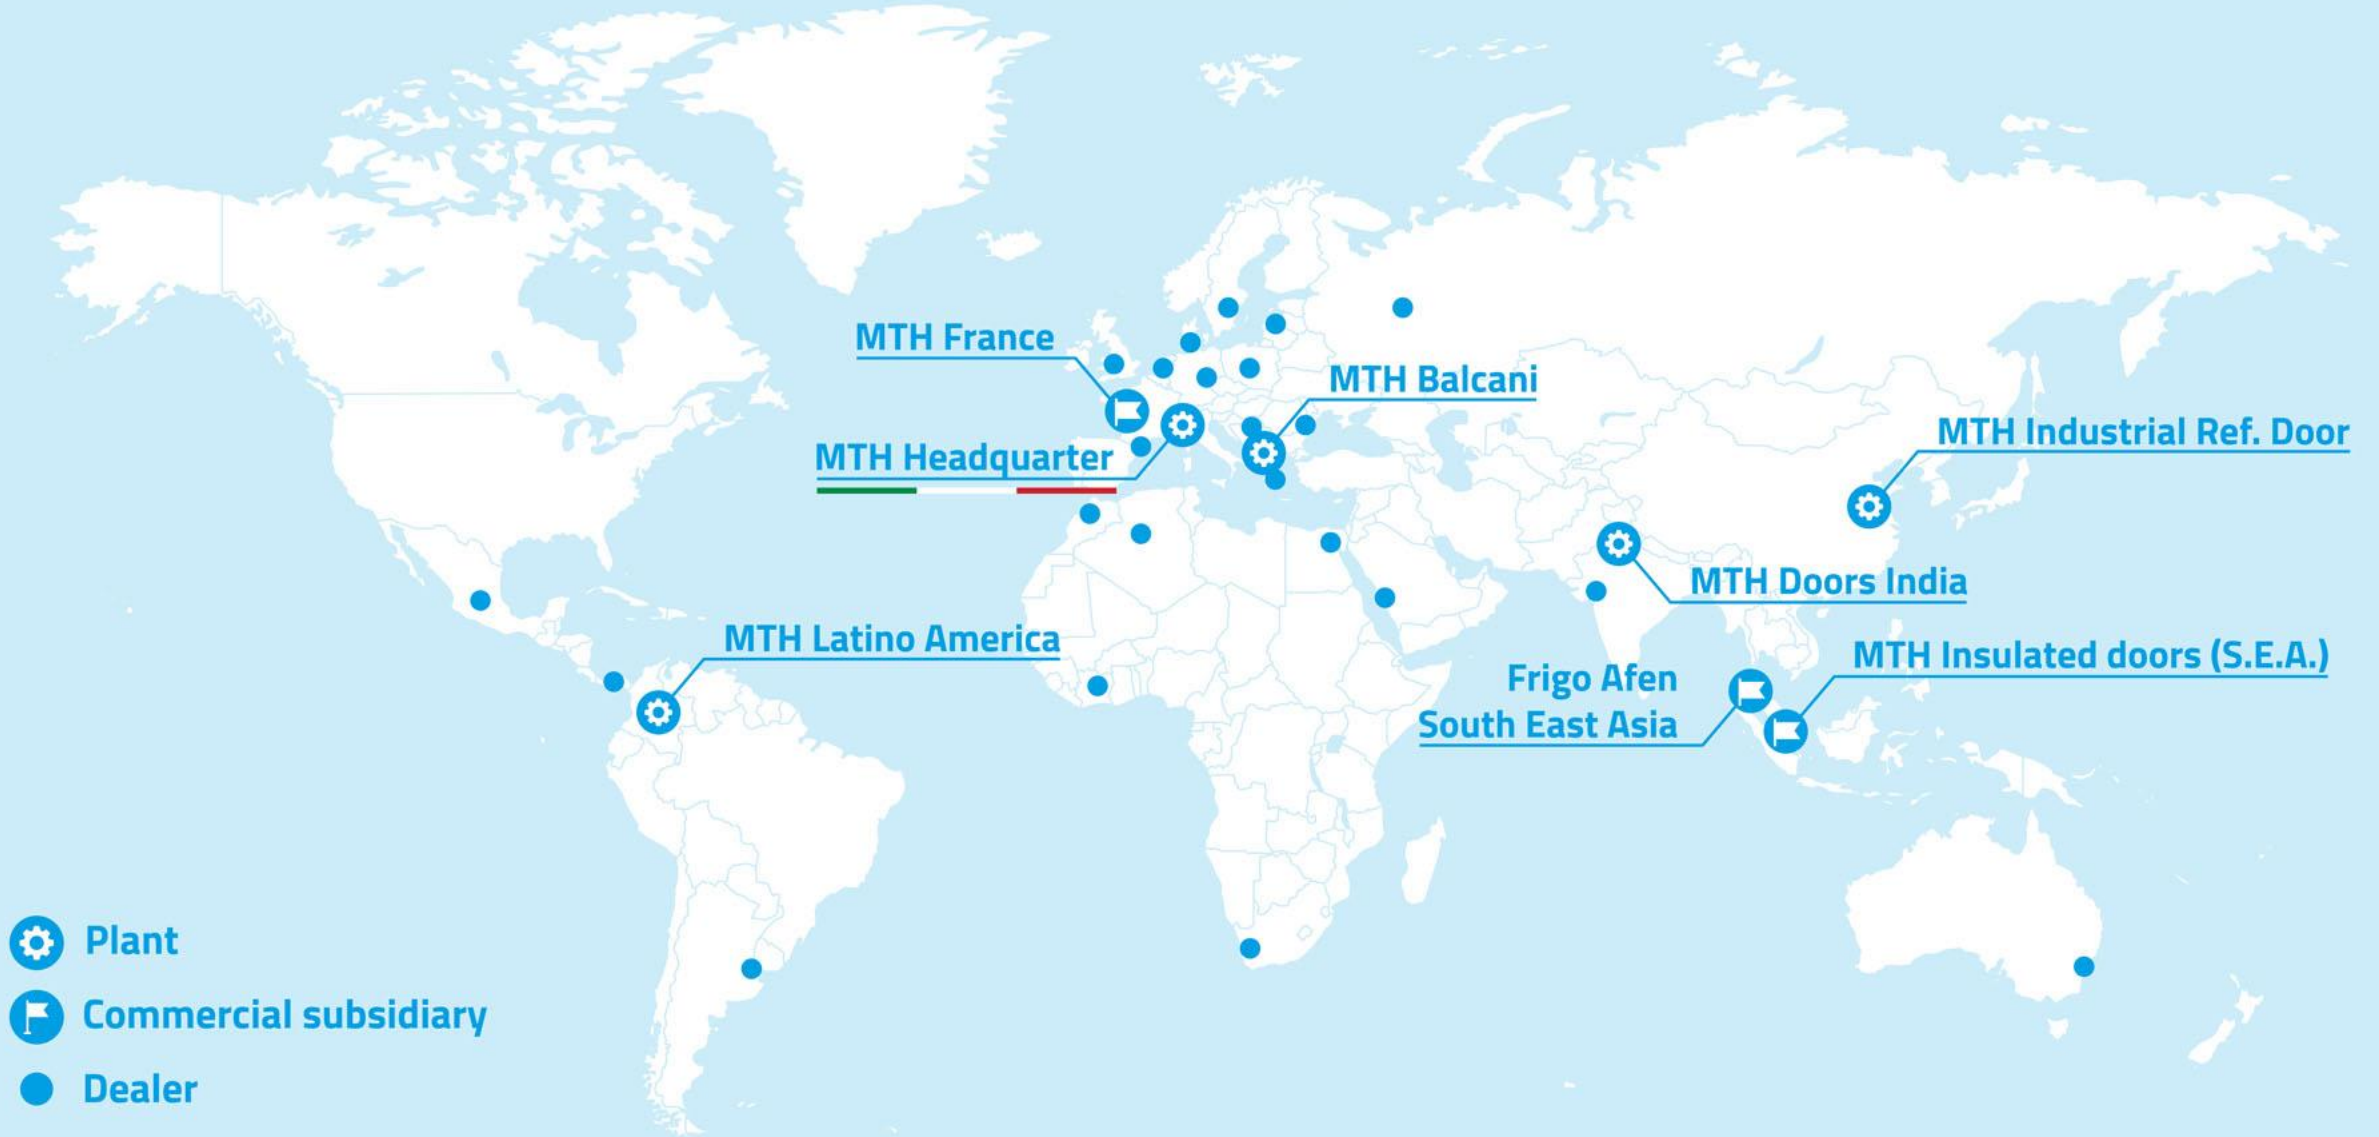 MTH France
MTH Balcani
MTH Headquarter
MTH Industrial Ref. Door
MTH Doors India
MTH Latino America
MTH Insulated doors (S.E.A.)
Frigo Afen
South East Asia
Plant
Commercial subsidiary
Dealer